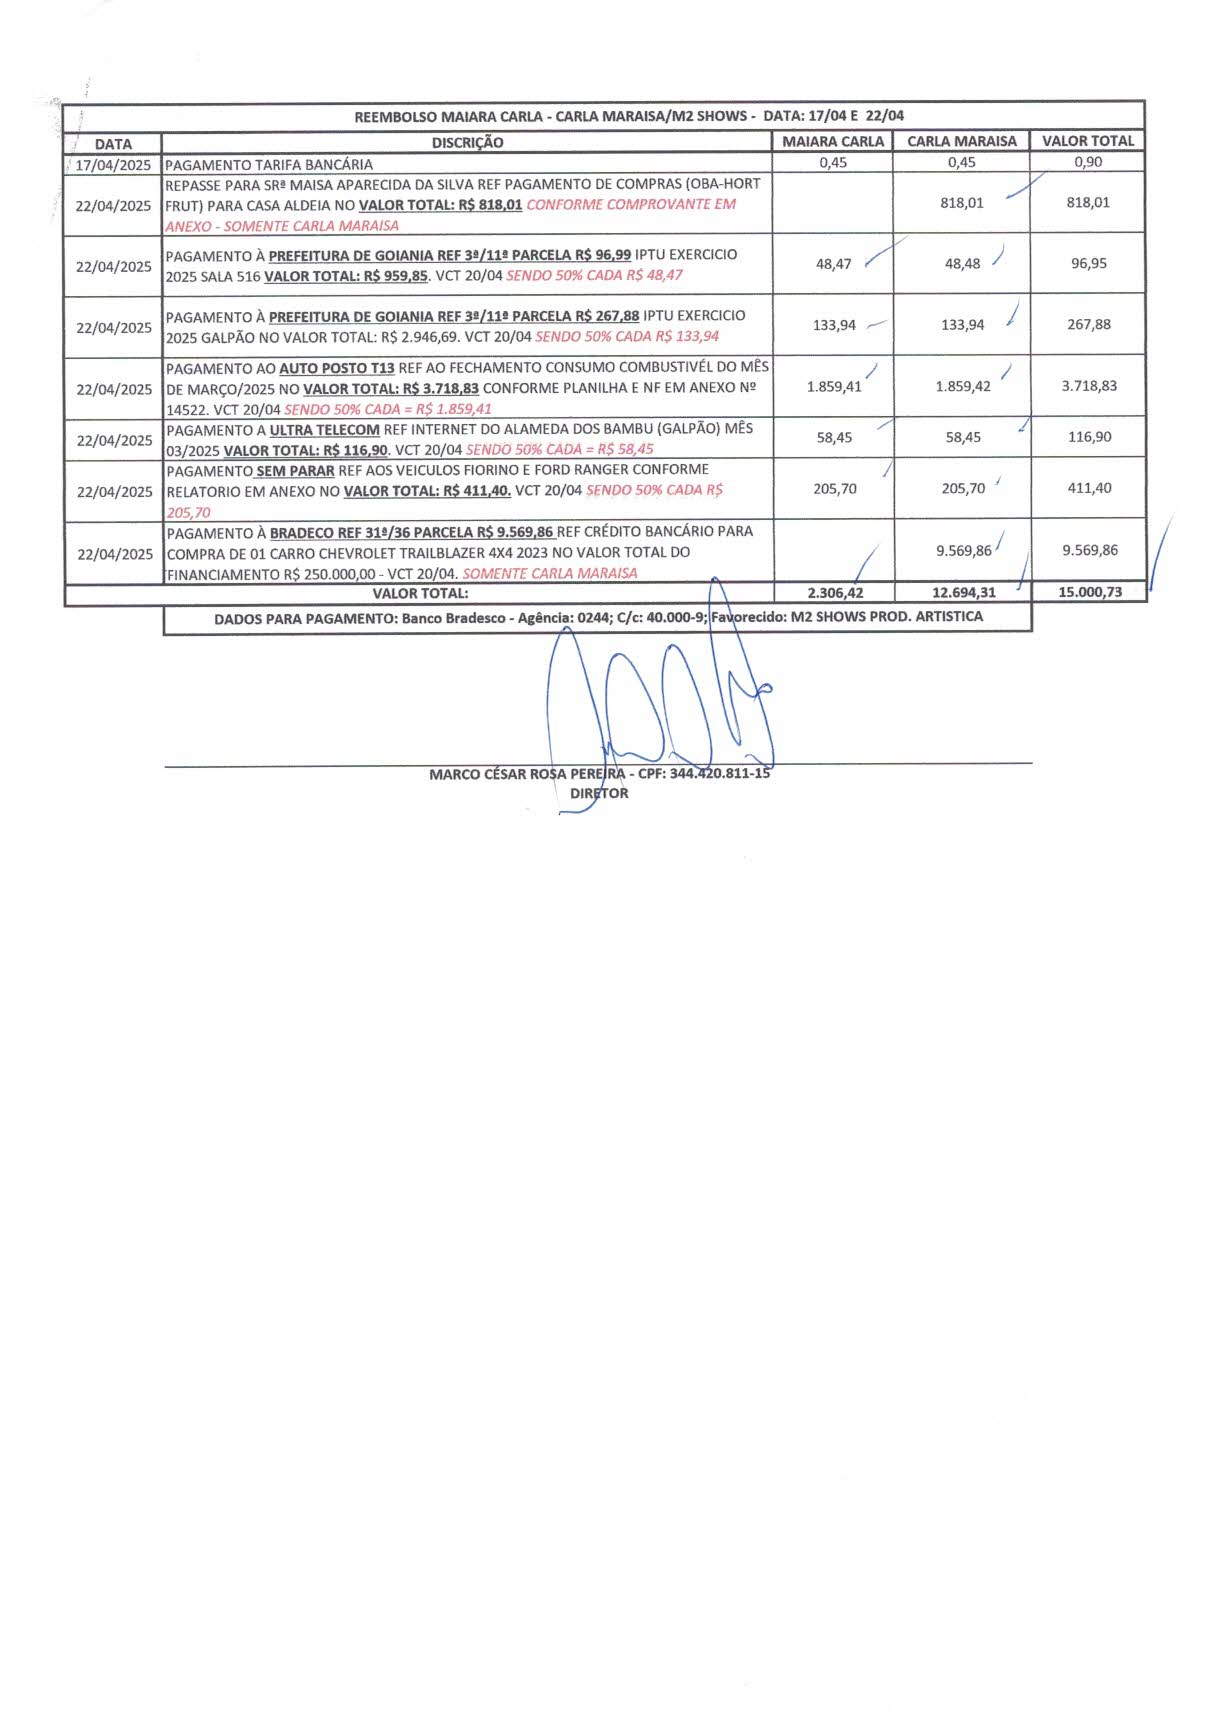 REEMBOLSO MAIARA CARLA - CARLA MARAISA/M2 SHOWS - DATA: 17/04 E 22/04
DATA DISCRIÇÃO MAIARA CARLA CARLA MARAISA VALOR TOTAL
17/04/2025 PAGAMENTO TARIFA BANCÁRIA 0,45 0,45 0,90
REPASSE PARA SRª MAISA APARECIDA DA SILVA REF PAGAMENTO DE COMPRAS (OBA-HORT
22/04/2025 FRUT) PARA CASA ALDEIA NO VALOR TOTAL: R$ 818,01 CONFORME COMPROVANTE EM 818,01 818,01
ANEXO - SOMENTE CARLA MARAISA
PAGAMENTO À PREFEITURA DE GOIANIA REF 3ª/11ª PARCELA R$ 96,99 IPTU EXERCICIO
22/04/2025 2025 SALA 516 VALOR TOTAL: R$ 959,85. VCT 20/04 SENDO 50% CADA R$ 48,47 48,47 48,48 96,95
PAGAMENTO À PREFEITURA DE GOIANIA REF 3ª/11ª PARCELA R$ 267,88 IPTU EXERCICIO
22/04/2025 2025 GALPÃO NO VALOR TOTAL: R$ 2.946,69. VCT 20/04 SENDO 50% CADA R$ 133,94 133,94 133,94 267,88
PAGAMENTO AO AUTO POSTO T13 REF AO FECHAMENTO CONSUMO COMBUSTIVÉL DO MÊS
22/04/2025 DE MARÇO/2025 NO VALOR TOTAL: R$ 3.718,83 CONFORME PLANILHA E NF EM ANEXO Nº 1.859,41 1.859,42 3.718,83
14522. VCT 20/04 SENDO 50% CADA = R$ 1.859,41
PAGAMENTO A ULTRA TELECOM REF INTERNET DO ALAMEDA DOS BAMBU (GALPÃO) MÊS
22/04/2025 03/2025 VALOR TOTAL: R$ 116,90. VCT 20/04 SENDO 50% CADA = R$ 58,45 58,45 58,45 116,90
PAGAMENTO SEM PARAR REF AOS VEICULOS FIORINO E FORD RANGER CONFORME
22/04/2025 RELATORIO EM ANEXO NO VALOR TOTAL: R$ 411,40. VCT 20/04 SENDO 50% CADA R$ 205,70 205,70 411,40
205,70
PAGAMENTO À BRADECO REF 31ª/36 PARCELA R$ 9.569,86 REF CRÉDITO BANCÁRIO PARA
22/04/2025 COMPRA DE 01 CARRO CHEVROLET TRAILBLAZER 4X4 2023 NO VALOR TOTAL DO 9.569,86 9.569,86
FINANCIAMENTO R$ 250.000,00 - VCT 20/04. SOMENTE CARLA MARAISA
VALOR TOTAL: 2.306,42 12.694,31 15.000,73
DADOS PARA PAGAMENTO: Banco Bradesco - Agência: 0244; C/c: 40.000-9; Favorecido: M2 SHOWS PROD. ARTISTICA
MARCO CÉSAR ROSA PEREIRA - CPF: 344.420.811-15
DIRETOR